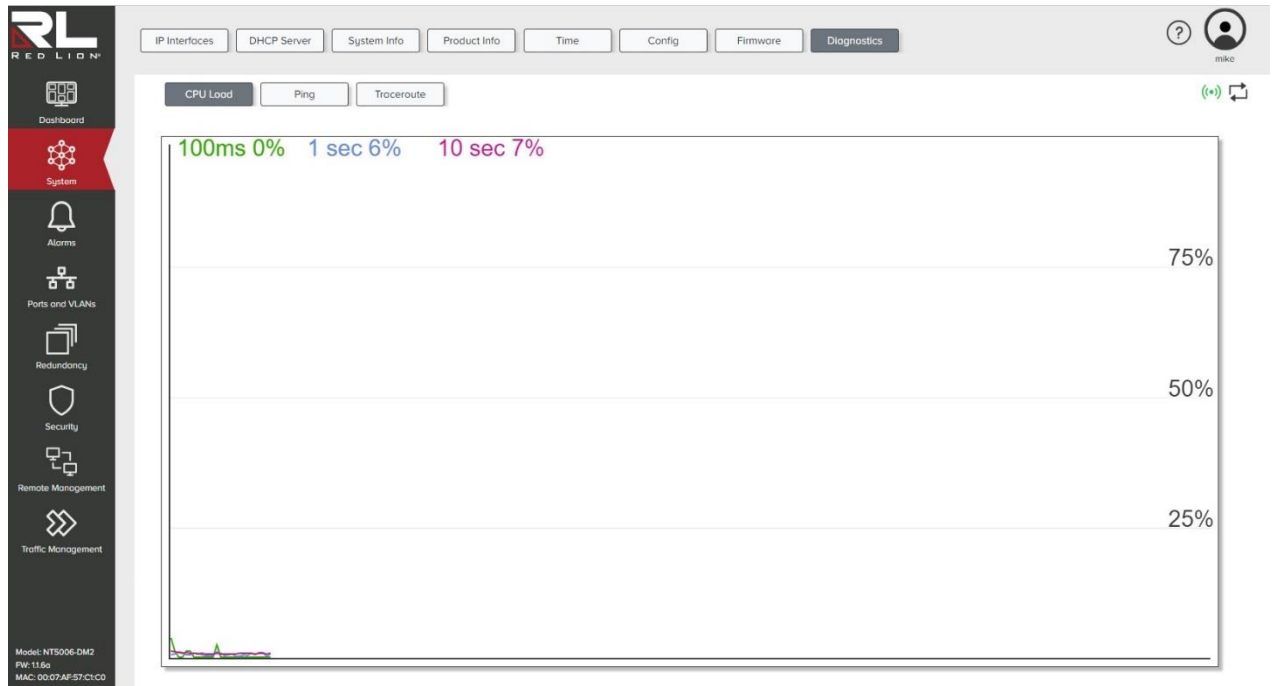 RL
RED LION®
IP Interfaces DHCP Server System Info Product Info Time Config Firmware Diagnostics
?
mike
Dashboard
System
Alarms
Ports and VLANs
Redundancy
Security
Remote Management
Traffic Management
Model: NT5006-DM2
FW: 1.1.6a
MAC: 00:07:AF:57:C1:C0
CPU Load Ping Traceroute
100ms 0% 1 sec 6% 10 sec 7%
75%
50%
25%